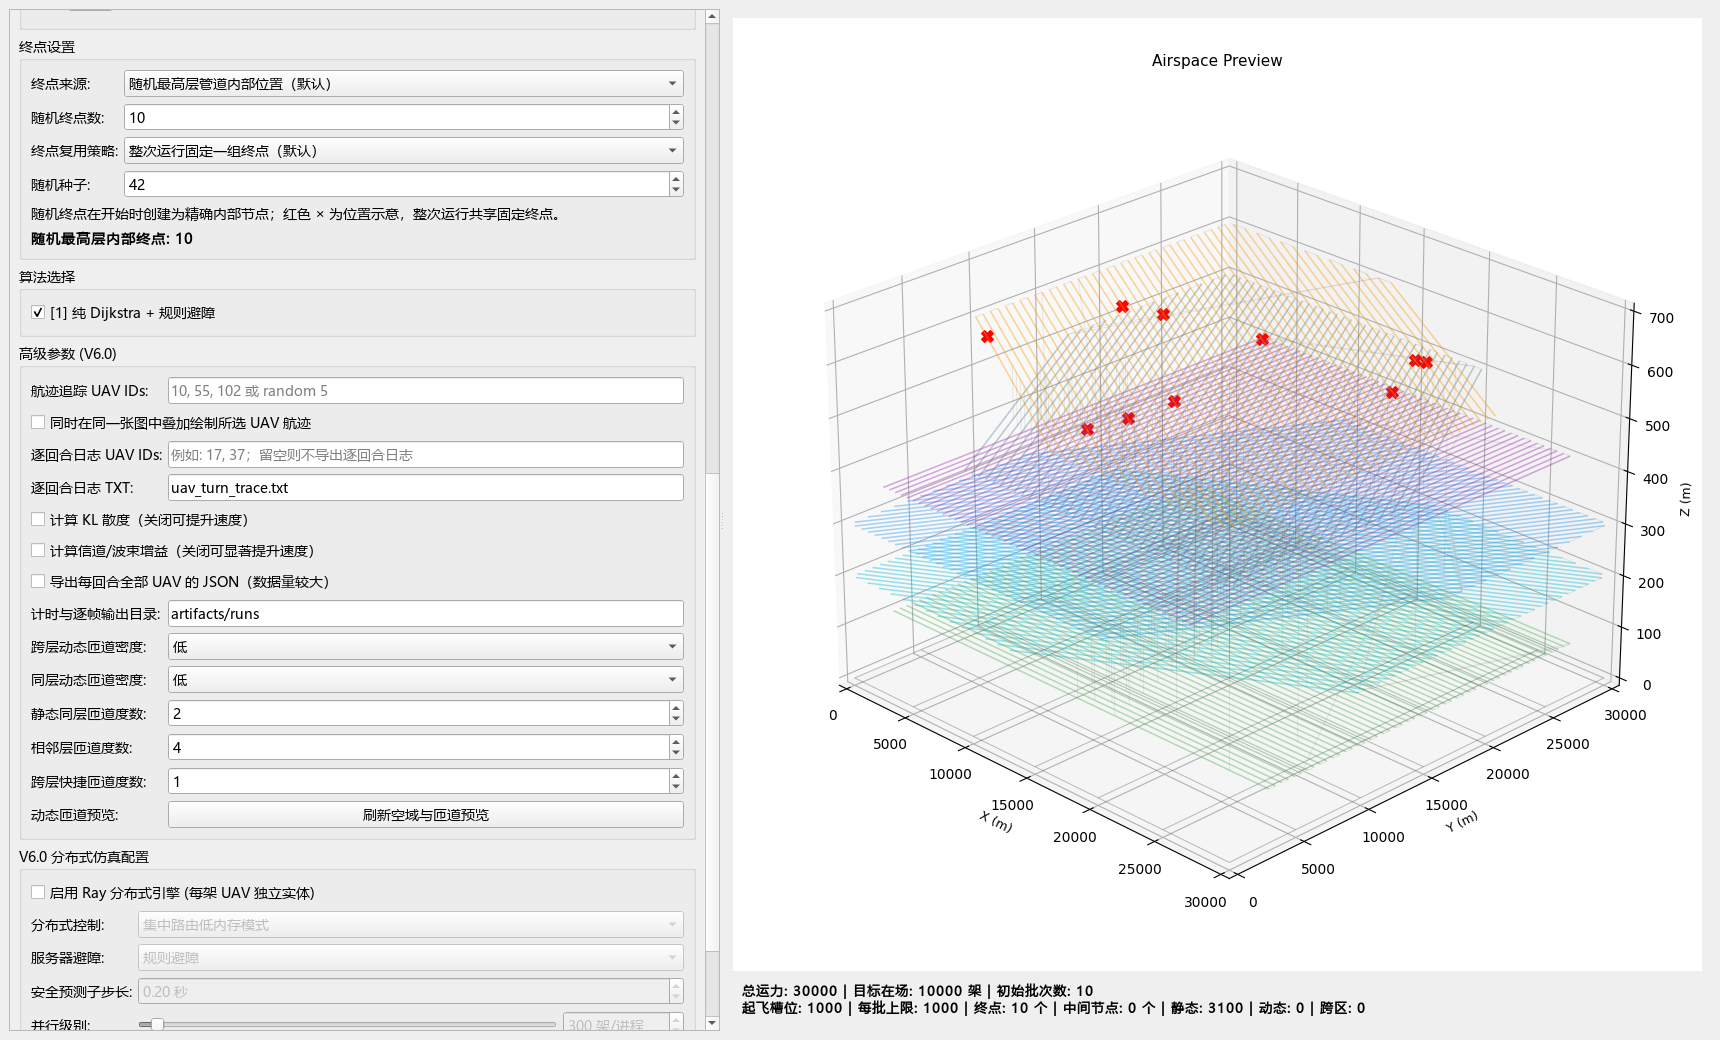 终点设置
终点来源: 随机最高层管道内部位置（默认）
随机终点数: 10
终点复用策略: 整次运行固定一组终点（默认）
随机种子: 42
随机终点在开始时创建为精确内部节点；红色 × 为位置示意，整次运行共享固定终点。
随机最高层内部终点: 10
算法选择
[1] 纯 Dijkstra + 规则避障
高级参数 (V6.0)
航迹追踪 UAV IDs: 10, 55, 102 或 random 5
同时在同一张图中叠加绘制所选 UAV 航迹
逐回合日志 UAV IDs: 例如: 17, 37；留空则不导出逐回合日志
逐回合日志 TXT: uav_turn_trace.txt
计算 KL 散度（关闭可提升速度）
计算信道/波束增益（关闭可显著提升速度）
导出每回合全部 UAV 的 JSON（数据量较大）
计时与逐帧输出目录: artifacts/runs
跨层动态匝道密度: 低
同层动态匝道密度: 低
静态同层匝道度数: 2
相邻层匝道度数: 4
跨层快捷匝道度数: 1
动态匝道预览: 刷新空域与匝道预览
V6.0 分布式仿真配置
启用 Ray 分布式引擎 (每架 UAV 独立实体)
分布式控制: 集中路由低内存模式
服务器避障: 规则避障
安全预测子步长: 0.20 秒
并行级别: 300 架/进程
Airspace Preview
700
600
500
400
300
200
100
0
Z (m)
0
5000
10000
15000
20000
25000
30000
X (m)
0
5000
10000
15000
20000
25000
30000
Y (m)
总运力: 30000 | 目标在场: 10000 架 | 初始批次数: 10
起飞槽位: 1000 | 每批上限: 1000 | 终点: 10 个 | 中间节点: 0 个 | 静态: 3100 | 动态: 0 | 跨区: 0